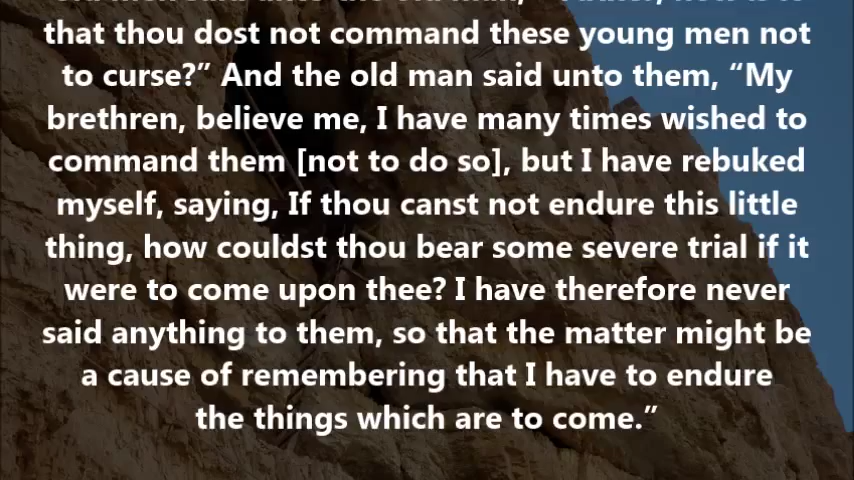 that thou dost not command these young men not
to curse?” And the old man said unto them, “My
brethren, believe me, I have many times wished to
command them [not to do so], but I have rebuked
myself, saying, If thou canst not endure this little
thing, how couldst thou bear some severe trial if it
were to come upon thee? I have therefore never
said anything to them, so that the matter might be
a cause of remembering that I have to endure
the things which are to come.”